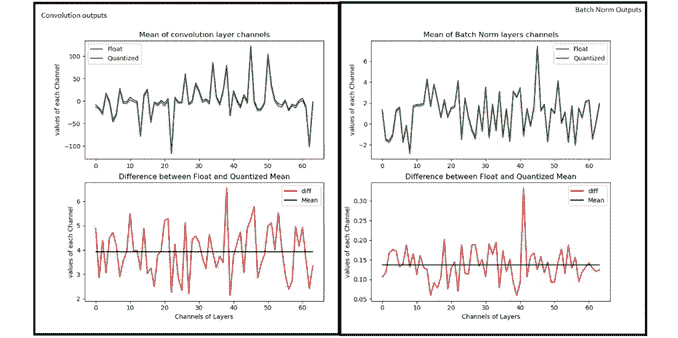 Convolution outputs
Mean of convolution layer channels
Float
Quantized
values of each Channel
100
50
0
−50
−100
0 10 20 30 40 50 60
Difference between Float and Quantized Mean
diff
Mean
values of each Channel
6
5
4
3
2
0 10 20 30 40 50 60
Channels of Layers
Batch Norm Outputs
Mean of Batch Norm layers channels
Float
Quantized
values of each Channel
6
4
2
0
−2
0 10 20 30 40 50 60
Difference between Float and Quantized Mean
diff
Mean
values of each Channel
0.30
0.25
0.20
0.15
0.10
0.05
0 10 20 30 40 50 60
Channels of Layers